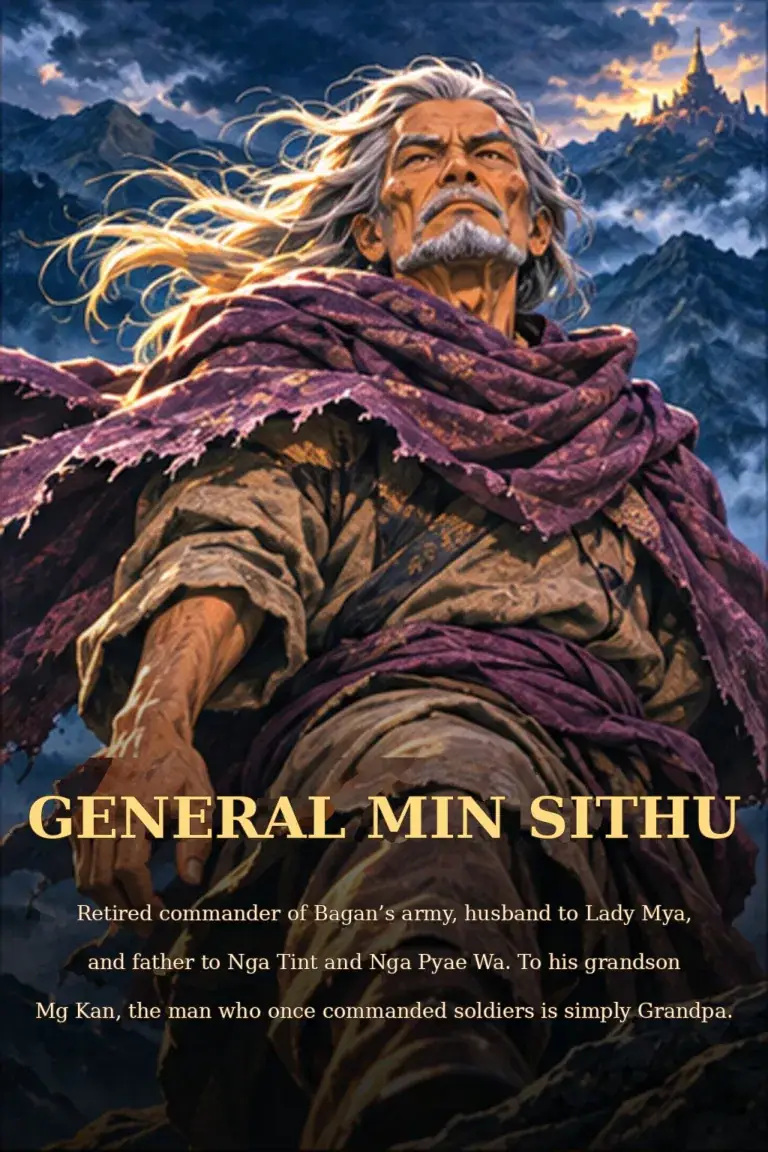 GENERAL MIN SITHU
Retired commander of Bagan’s army, husband to Lady Mya,
and father to Nga Tint and Nga Pyae Wa. To his grandson
Mg Kan, the man who once commanded soldiers is simply Grandpa.